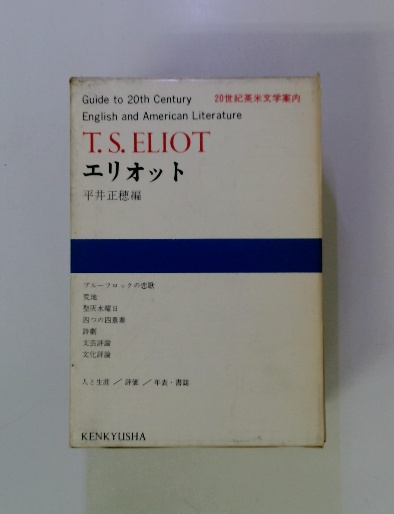 Guide to 20th Century 20世紀英米文学案内
English and American Literature
T. S. ELIOT
エリオット
平井正穂編
プルーフロックの恋歌
荒地
聖灰水曜日
四つの四重奏
詩劇
文芸評論
文化評論
人と生涯／評価／年表・書誌
KENKYUSHA